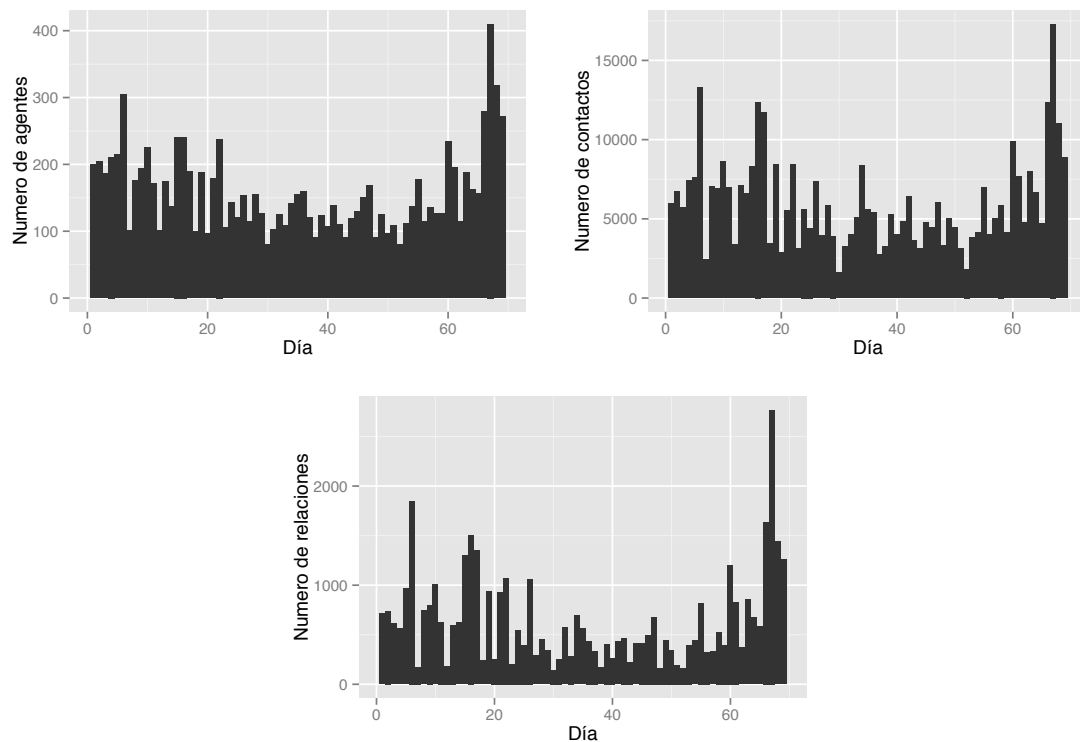 Numero de agentes
400
300
200
100
0
0 20 40 60
Día
Numero de contactos
15000
10000
5000
0
0 20 40 60
Día
Numero de relaciones
2000
1000
0
0 20 40 60
Día